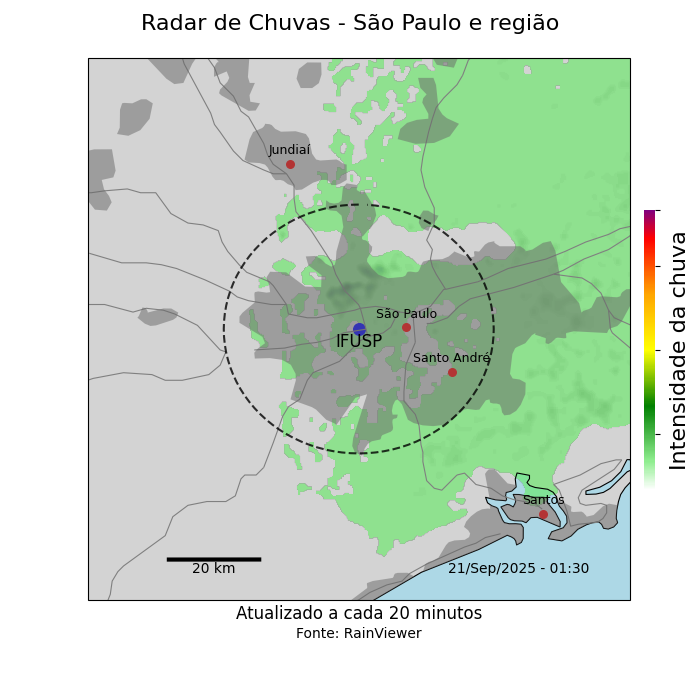 Radar de Chuvas - São Paulo e região
Jundiaí
São Paulo
IFUSP
Santo André
Intensidade da chuva
Santos
20 km
21/Sep/2025 - 01:30
Atualizado a cada 20 minutos
Fonte: RainViewer